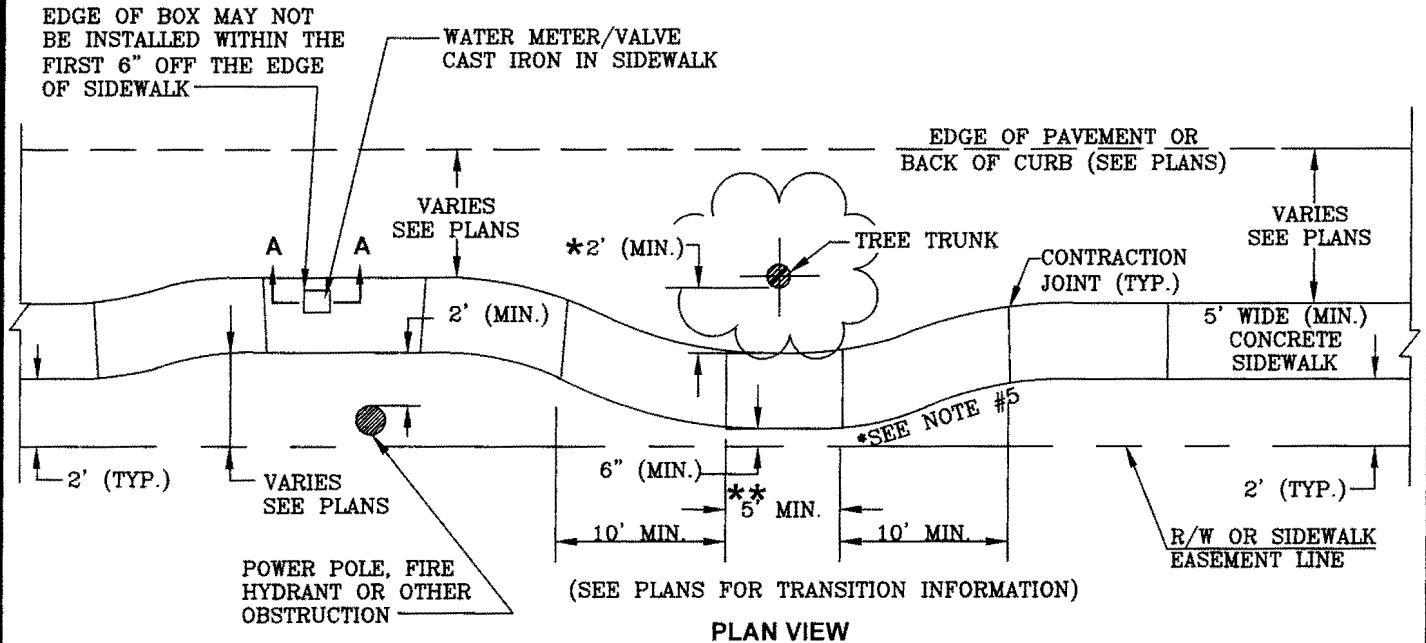 EDGE OF BOX MAY NOT
BE INSTALLED WITHIN THE
FIRST 6" OFF THE EDGE
OF SIDEWALK
WATER METER/VALVE
CAST IRON IN SIDEWALK
EDGE OF PAVEMENT OR
BACK OF CURB (SEE PLANS)
VARIES
SEE PLANS
A A
*2' (MIN.)
TREE TRUNK
VARIES
SEE PLANS
CONTRACTION
JOINT (TYP.)
2' (MIN.)
5' WIDE (MIN.)
CONCRETE
SIDEWALK
*SEE NOTE #5
2' (TYP.)
VARIES
SEE PLANS
6" (MIN.)
**
5' MIN.
2' (TYP.)
10' MIN.
10' MIN.
R/W OR SIDEWALK
EASEMENT LINE
POWER POLE, FIRE
HYDRANT OR OTHER
OBSTRUCTION
(SEE PLANS FOR TRANSITION INFORMATION)
PLAN VIEW